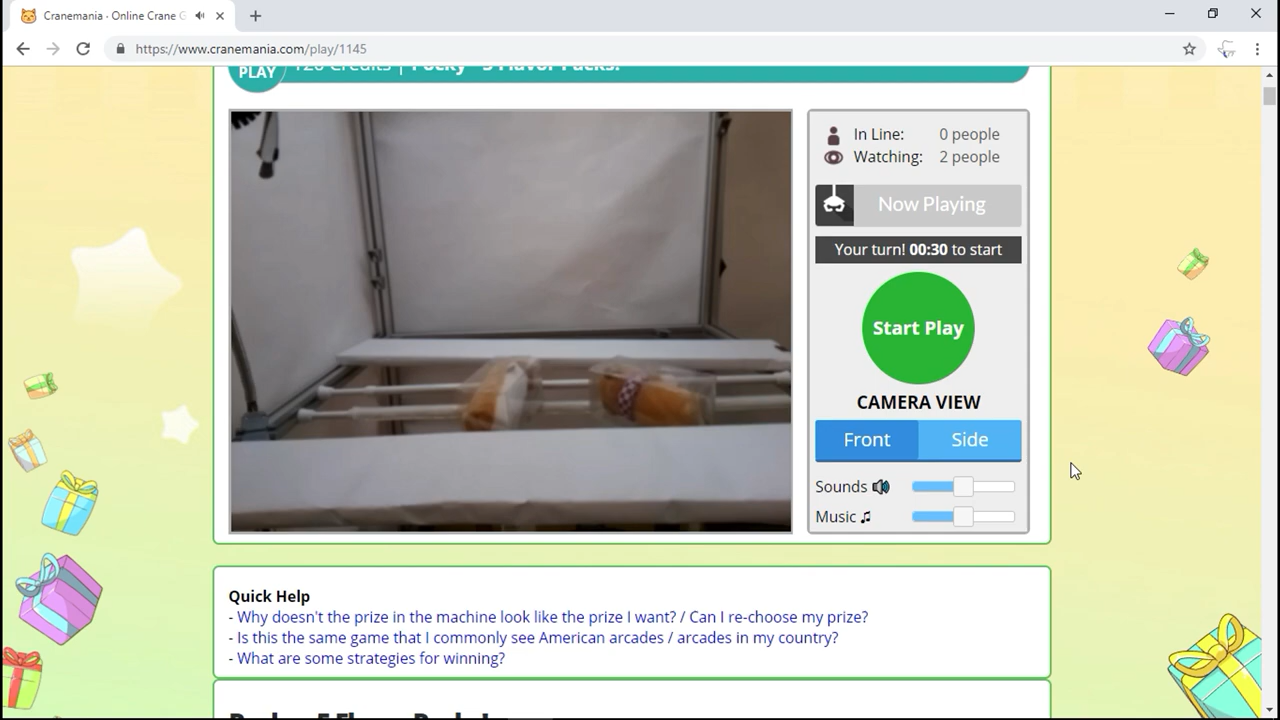 Cranemania - Online Crane G
https://www.cranemania.com/play/1145
PLAY 120 Credits | Pocky - 5 Flavor Packs!
In Line: 0 people
Watching: 2 people
Now Playing
Your turn! 00:30 to start
Start Play
CAMERA VIEW
Front Side
Sounds
Music
Quick Help
- Why doesn't the prize in the machine look like the prize I want? / Can I re-choose my prize?
- Is this the same game that I commonly see American arcades / arcades in my country?
- What are some strategies for winning?